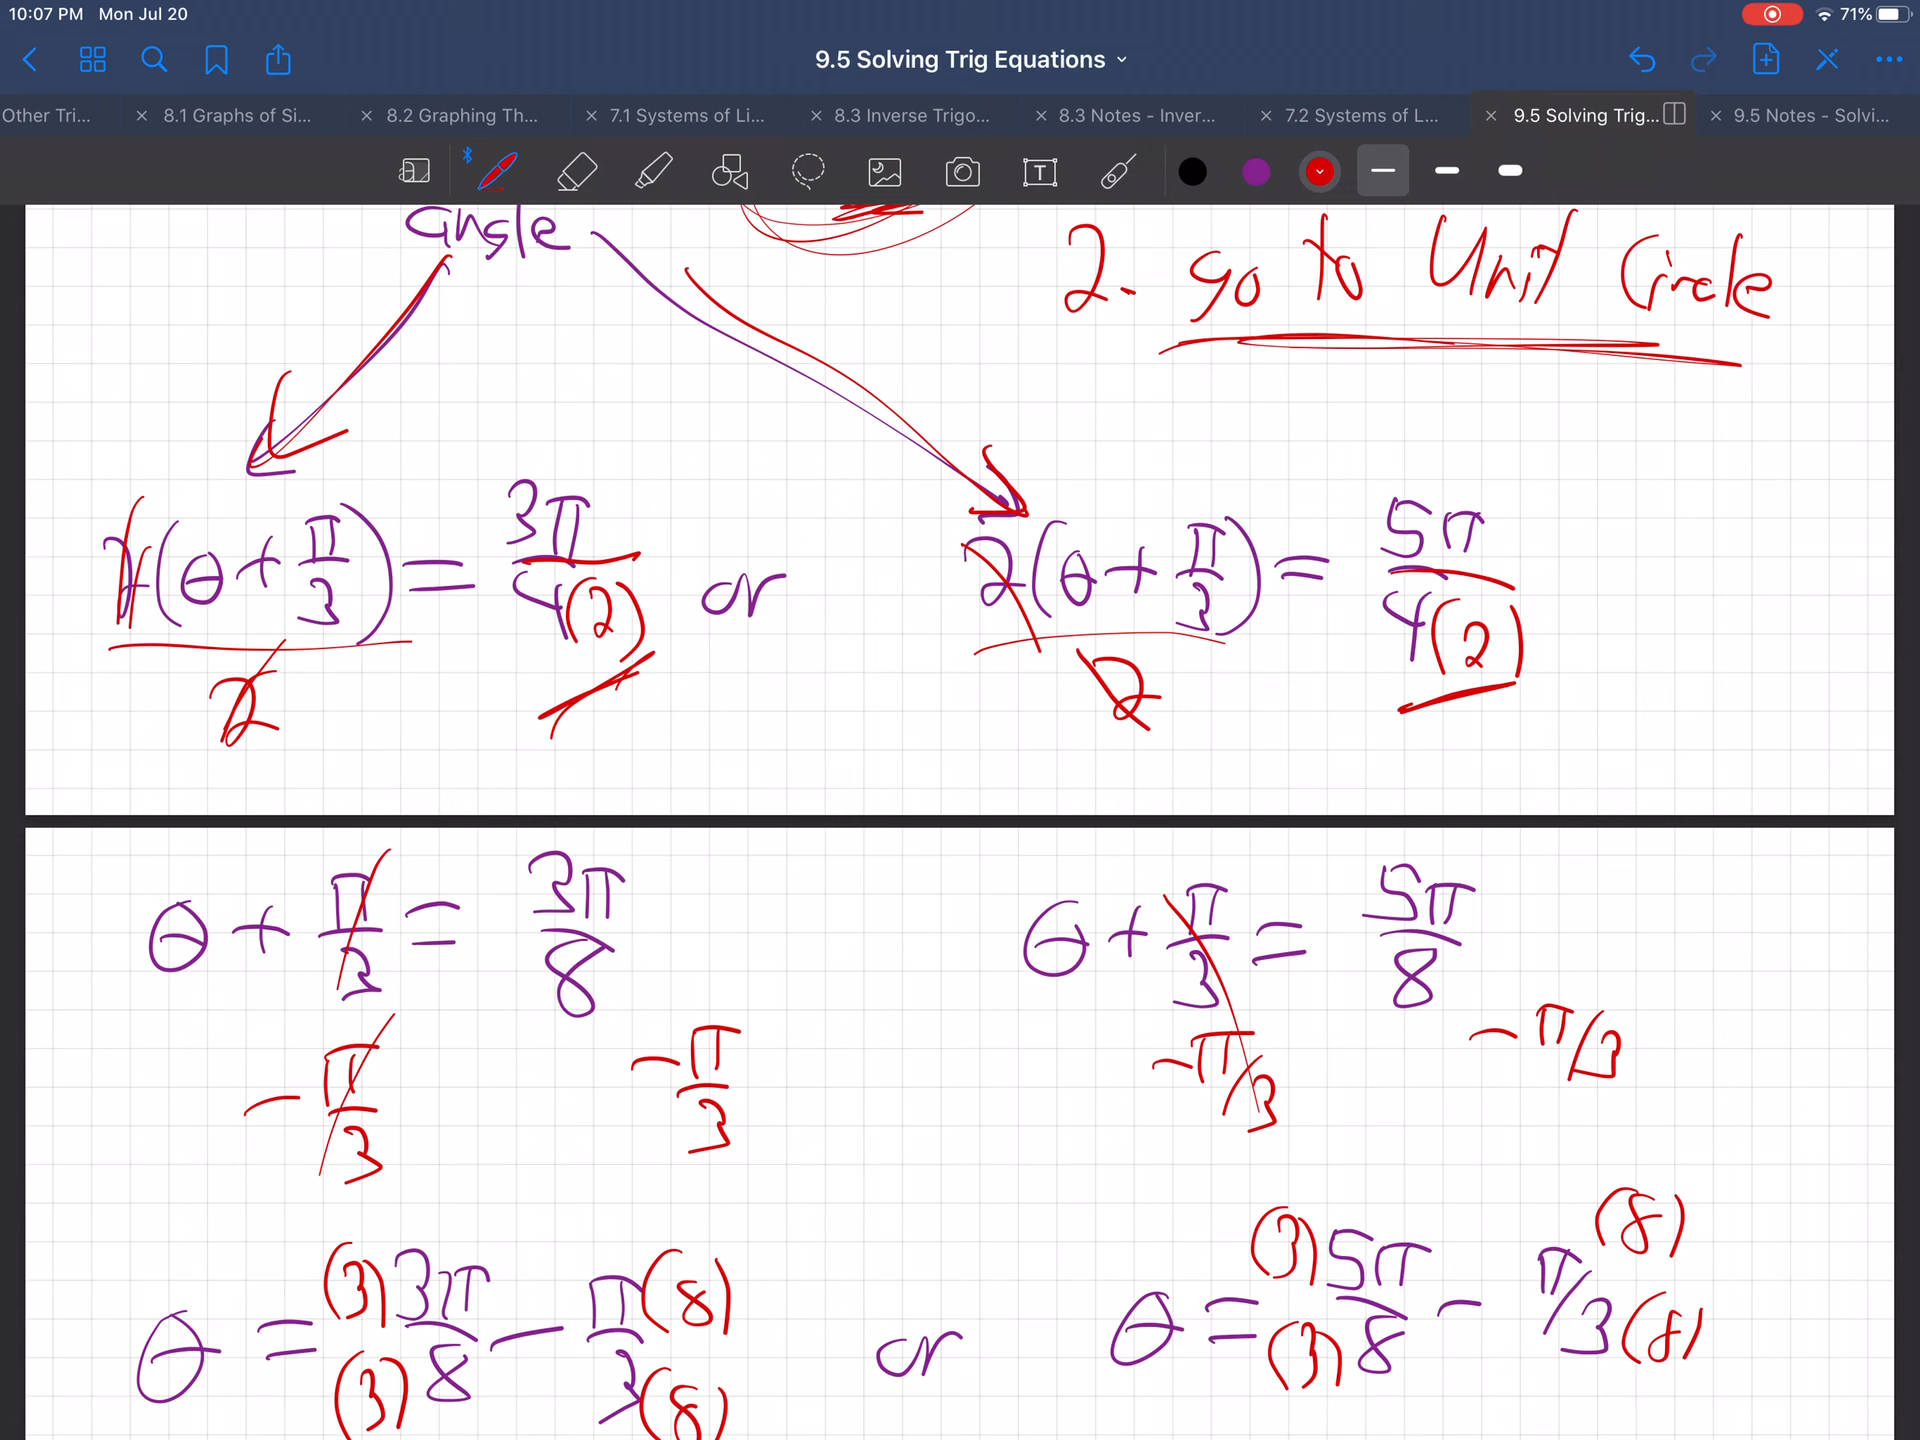 10:07 PM Mon Jul 20
71%
9.5 Solving Trig Equations
Other Tri... × 8.1 Graphs of Si... × 8.2 Graphing Th... × 7.1 Systems of Li... × 8.3 Inverse Trigo... × 8.3 Notes - Inver... × 7.2 Systems of L... × 9.5 Solving Trig... × 9.5 Notes - Solvi...
T
angle
2. go to Unit Circle
2(θ + π/3) = 3π/4(2) or 2(θ + π/3) = 5π/4(2)
2 2
θ + π/3 = 3π/8 θ + π/3 = 5π/8
- π/3 - π/3 - π/3 - π/3
θ = (3)3π/(3)8 - π(8)/3(8) or θ = (3)5π/(3)8 - π(8)/3(8)